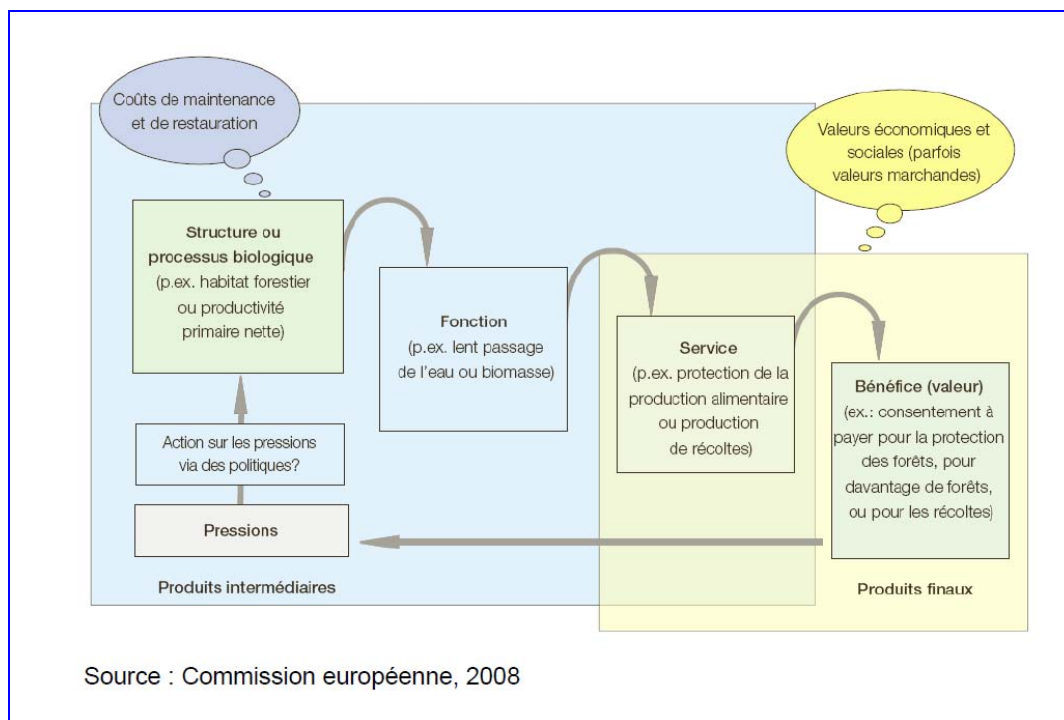 Coûts de maintenance
et de restauration
Valeurs économiques et
sociales (parfois
valeurs marchandes)
Structure ou
processus biologique
(p.ex. habitat forestier
ou productivité
primaire nette)
Fonction
(p.ex. lent passage
de l'eau ou biomasse)
Service
(p.ex. protection de la
production alimentaire
ou production
de récoltes)
Bénéfice (valeur)
(ex.: consentement à
payer pour la protection
des forêts, pour
davantage de forêts,
ou pour les récoltes)
Action sur les pressions
via des politiques?
Pressions
Produits intermédiaires
Produits finaux
Source : Commission européenne, 2008